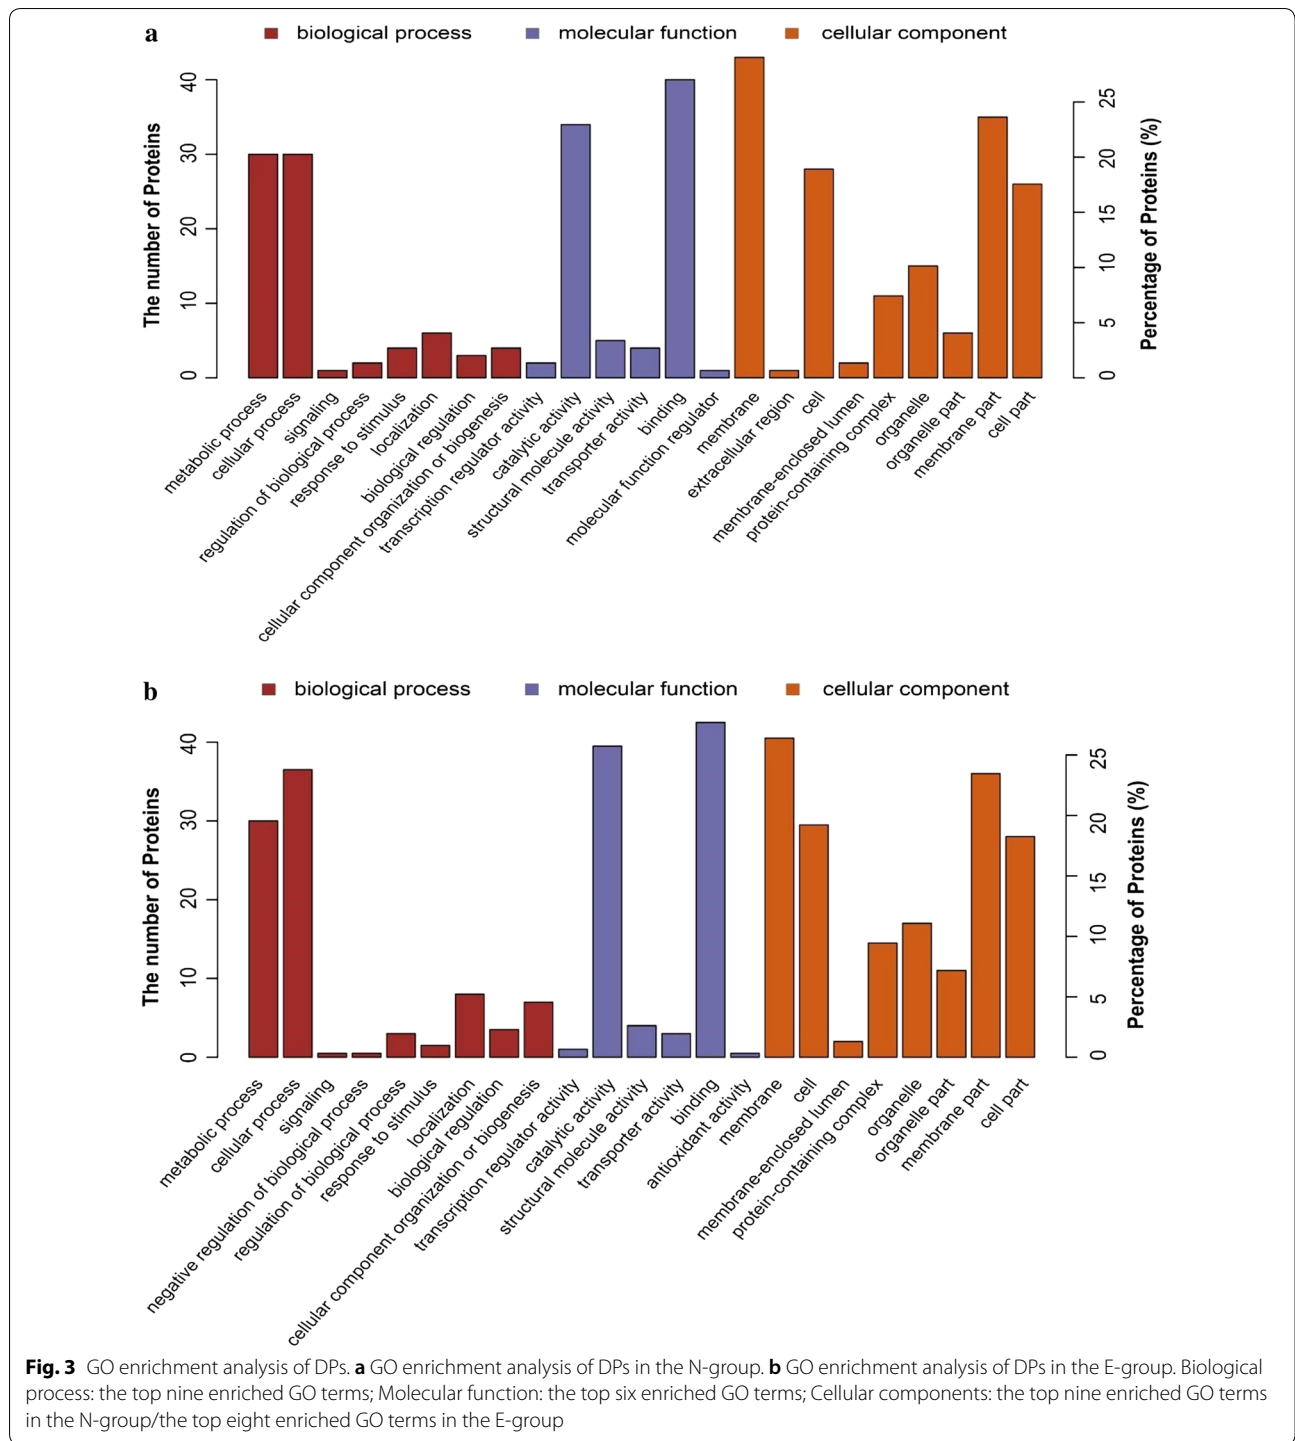 a
biological process
molecular function
cellular component
The number of Proteins
0
10
20
30
40
Percentage of Proteins (%)
0
5
10
15
20
25
metabolic process
cellular process
signaling
regulation of biological process
response to stimulus
localization
biological regulation
cellular component organization or biogenesis
transcription regulator activity
catalytic activity
structural molecule activity
transporter activity
binding
molecular function regulator
membrane
extracellular region
cell
membrane-enclosed lumen
protein-containing complex
organelle
organelle part
membrane part
cell part
b
biological process
molecular function
cellular component
The number of Proteins
0
10
20
30
40
Percentage of Proteins (%)
0
5
10
15
20
25
metabolic process
cellular process
signaling
negative regulation of biological process
regulation of biological process
response to stimulus
localization
biological regulation
cellular component organization or biogenesis
transcription regulator activity
catalytic activity
structural molecule activity
transporter activity
binding
antioxidant activity
membrane
cell
membrane-enclosed lumen
protein-containing complex
organelle
organelle part
membrane part
cell part
Fig. 3 GO enrichment analysis of DPs. a GO enrichment analysis of DPs in the N-group. b GO enrichment analysis of DPs in the E-group. Biological
process: the top nine enriched GO terms; Molecular function: the top six enriched GO terms; Cellular components: the top nine enriched GO terms
in the N-group/the top eight enriched GO terms in the E-group